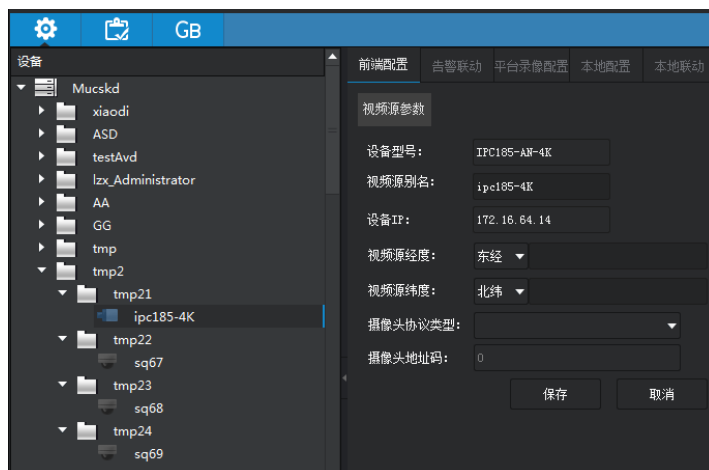 GB
设备
Mucskd
xiaodi
ASD
testAvd
lzx_Administrator
AA
GG
tmp
tmp2
tmp21
ipc185-4K
tmp22
sq67
tmp23
sq68
tmp24
sq69
前端配置 告警联动 平台录像配置 本地配置 本地联动
视频源参数
设备型号: IPC185-AN-4K
视频源别名: ipc185-4K
设备IP: 172.16.64.14
视频源经度: 东经
视频源纬度: 北纬
摄像头协议类型:
摄像头地址码: 0
保存 取消